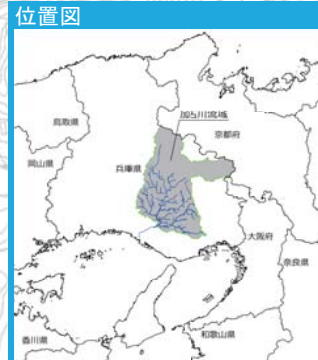 位置図
鳥取県
加古川流域
京都府
岡山県
兵庫県
大阪府
奈良県
香川県
和歌山県